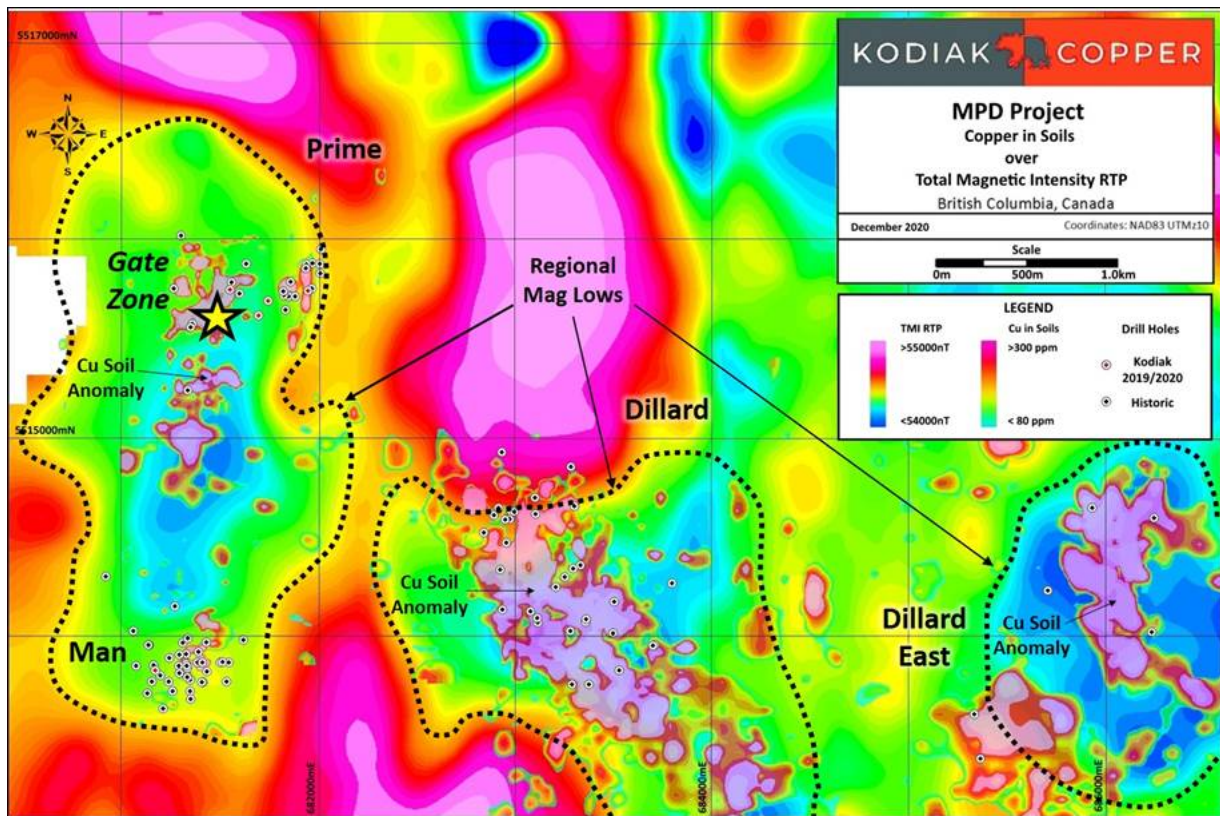 5517000mN
KODIAK COPPER
MPD Project
Copper in Soils
over
Total Magnetic Intensity RTP
British Columbia, Canada
December 2020
Coordinates: NAD83 UTMz10
Scale
0m 500m 1.0km
LEGEND
TMI RTP
Cu in Soils
Drill Holes
>55000nT
>300 ppm
Kodiak
2019/2020
<54000nT
< 80 ppm
Historic
N
W
E
S
Prime
Gate
Zone
Regional
Mag Lows
Cu Soil
Anomaly
Dillard
5515000mN
Cu Soil
Anomaly
Man
Dillard
East
Cu Soil
Anomaly
682000mE
684000mE
686000mE